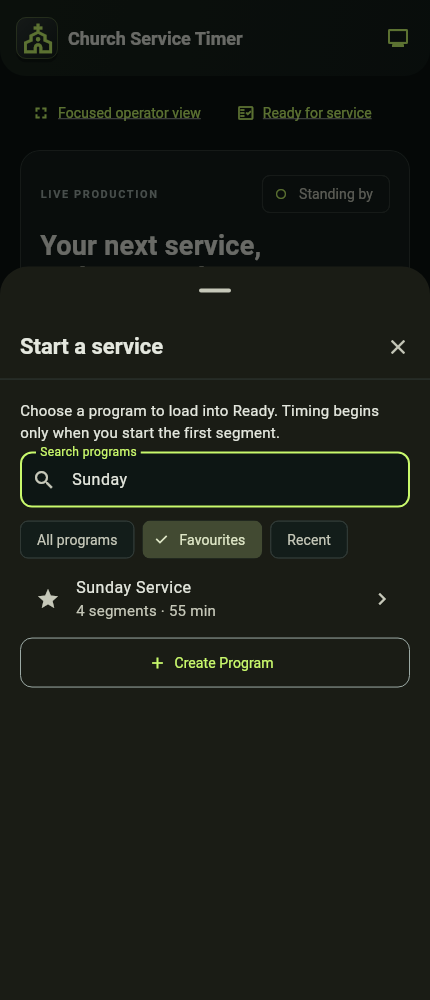 Church Service Timer
Focused operator view
Ready for service
LIVE PRODUCTION
Standing by
Your next service,
Start a service
Choose a program to load into Ready. Timing begins
only when you start the first segment.
Search programs
Sunday
All programs
Favourites
Recent
Sunday Service
4 segments · 55 min
Create Program